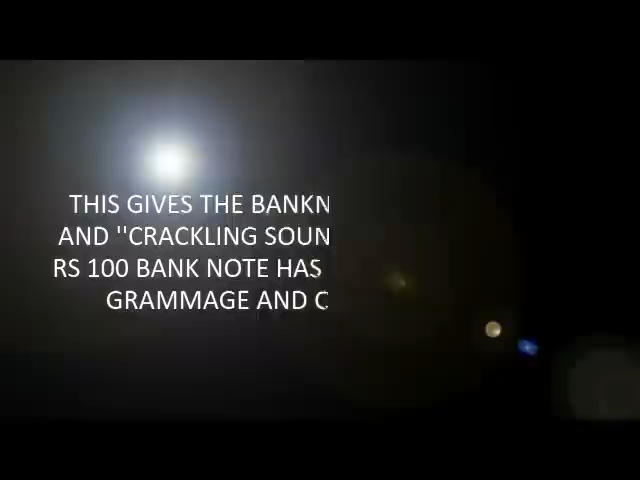 THIS GIVES THE BANKN
AND "CRACKLING SOUN
RS 100 BANK NOTE HAS
GRAMMAGE AND C